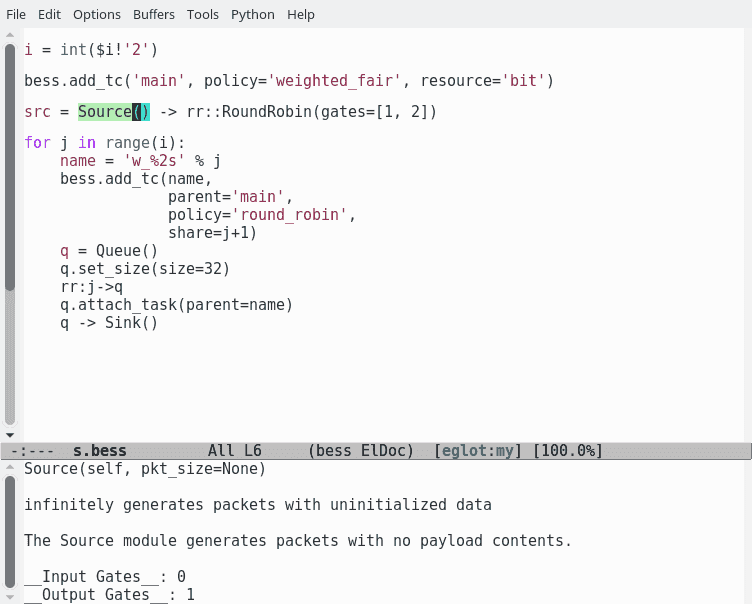 File Edit Options Buffers Tools Python Help
i = int($i!'2')
bess.add_tc('main', policy='weighted_fair', resource='bit')
src = Source() -> rr::RoundRobin(gates=[1, 2])
for j in range(i):
    name = 'w_%2s' % j
    bess.add_tc(name,
                parent='main',
                policy='round_robin',
                share=j+1)
    q = Queue()
    q.set_size(size=32)
    rr:j->q
    q.attach_task(parent=name)
    q -> Sink()
-:---  s.bess         All L6     (bess ElDoc)  [eglot:my] [100.0%]
Source(self, pkt_size=None)
infinitely generates packets with uninitialized data
The Source module generates packets with no payload contents.
__Input Gates__: 0
__Output Gates__: 1